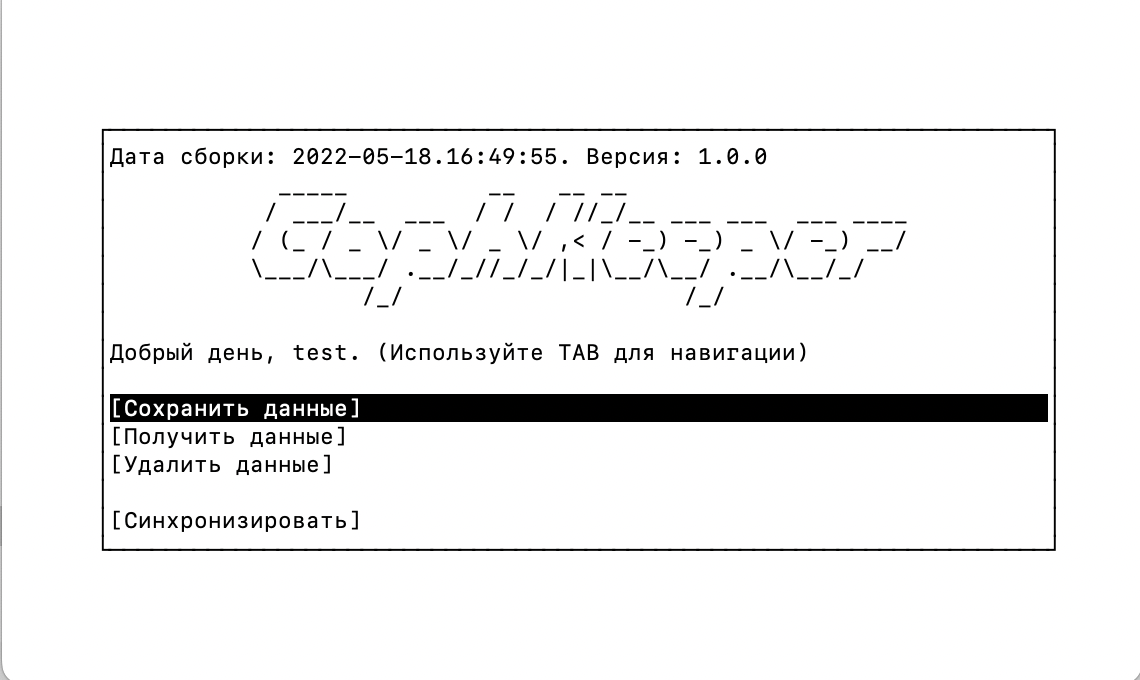 Дата сборки: 2022-05-18.16:49:55. Версия: 1.0.0
GophKeeper
Добрый день, test. (Используйте TAB для навигации)
[Сохранить данные]
[Получить данные]
[Удалить данные]
[Синхронизировать]